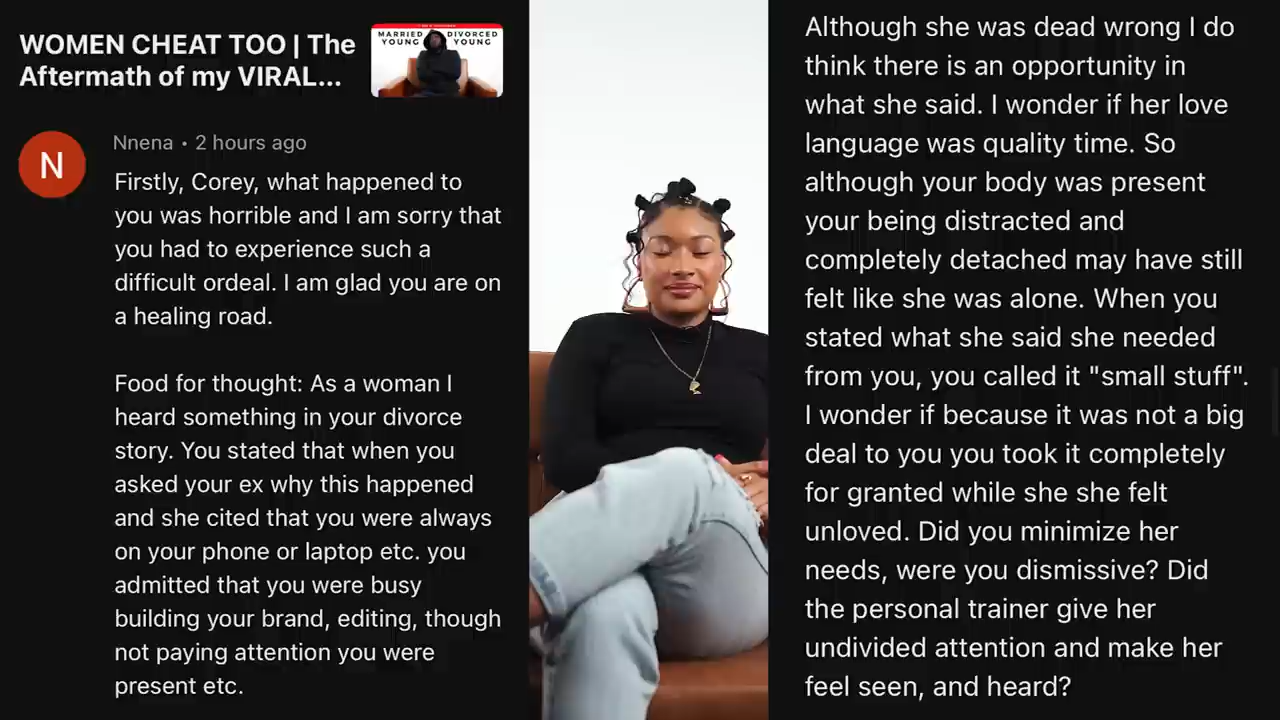 WOMEN CHEAT TOO | The
Aftermath of my VIRAL...
MARRIED YOUNG
DIVORCED YOUNG
N
Nnena • 2 hours ago
Firstly, Corey, what happened to
you was horrible and I am sorry that
you had to experience such a
difficult ordeal. I am glad you are on
a healing road.
Food for thought: As a woman I
heard something in your divorce
story. You stated that when you
asked your ex why this happened
and she cited that you were always
on your phone or laptop etc. you
admitted that you were busy
building your brand, editing, though
not paying attention you were
present etc.
Although she was dead wrong I do
think there is an opportunity in
what she said. I wonder if her love
language was quality time. So
although your body was present
your being distracted and
completely detached may have still
felt like she was alone. When you
stated what she said she needed
from you, you called it "small stuff".
I wonder if because it was not a big
deal to you you took it completely
for granted while she she felt
unloved. Did you minimize her
needs, were you dismissive? Did
the personal trainer give her
undivided attention and make her
feel seen, and heard?